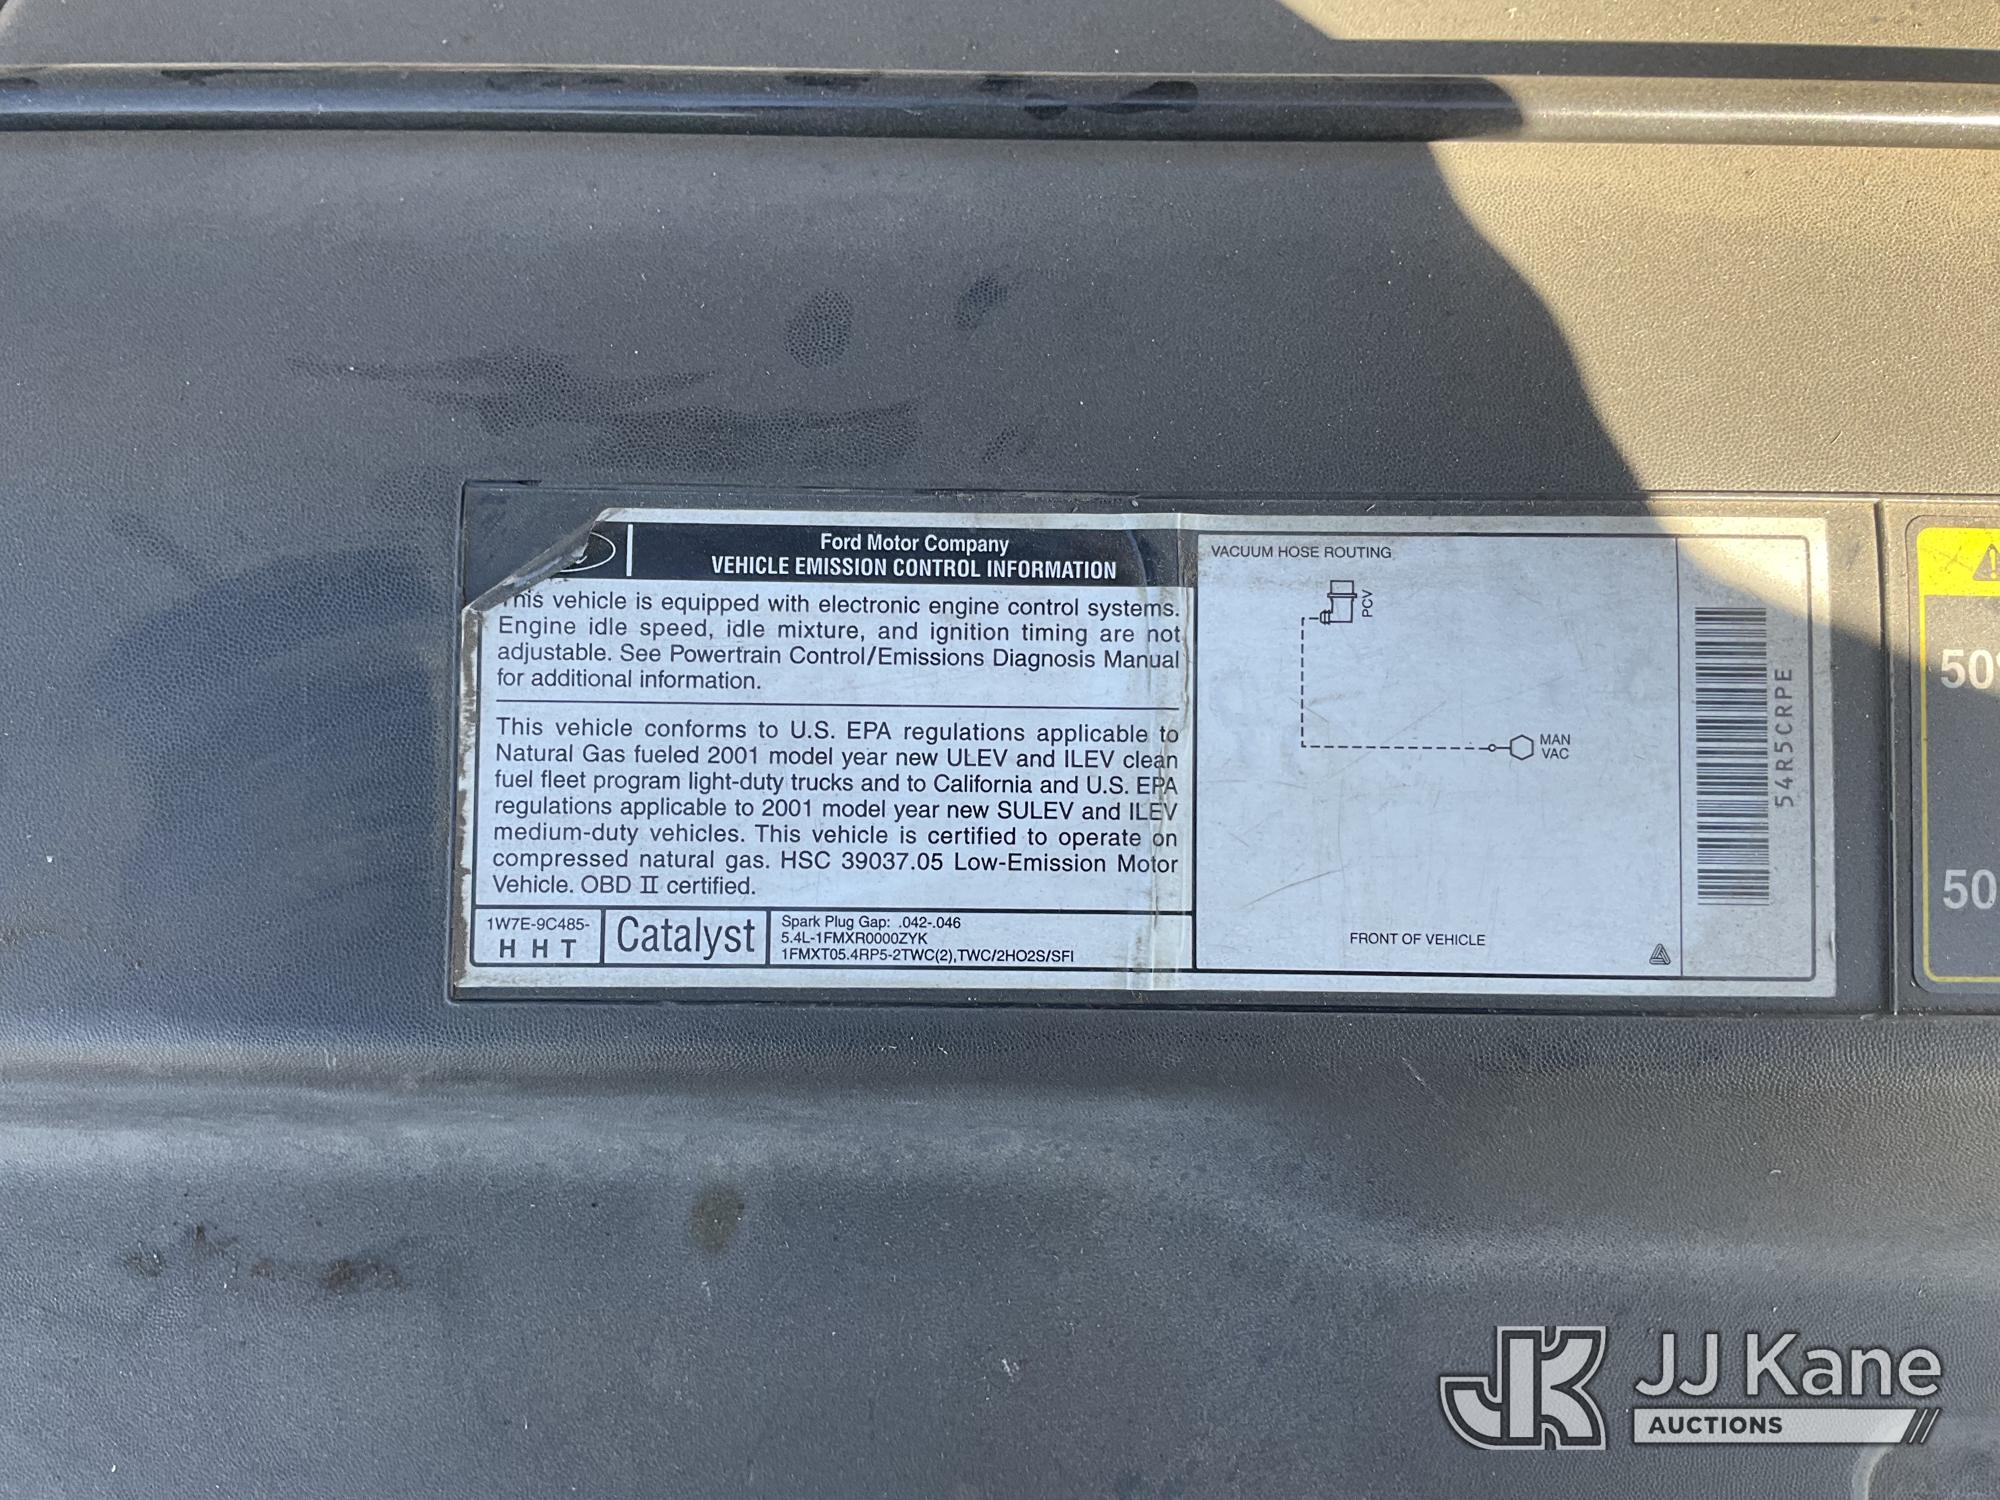 Ford Motor Company
VEHICLE EMISSION CONTROL INFORMATION
This vehicle is equipped with electronic engine control systems.
Engine idle speed, idle mixture, and ignition timing are not
adjustable. See Powertrain Control/Emissions Diagnosis Manual
for additional information.
This vehicle conforms to U.S. EPA regulations applicable to
Natural Gas fueled 2001 model year new ULEV and ILEV clean
fuel fleet program light-duty trucks and to California and U.S. EPA
regulations applicable to 2001 model year new SULEV and ILEV
medium-duty vehicles. This vehicle is certified to operate on
compressed natural gas. HSC 39037.05 Low-Emission Motor
Vehicle. OBD II certified.
1W7E-9C485-
H H T
Catalyst
Spark Plug Gap: .042-.046
5.4L-1FMXR0000ZYK
1FMXT05.4RP5-2TWC(2),TWC/2HO2S/SFI
VACUUM HOSE ROUTING
PCV
MAN
VAC
FRONT OF VEHICLE
54R5CRPE
50
50
JK JJ Kane
AUCTIONS